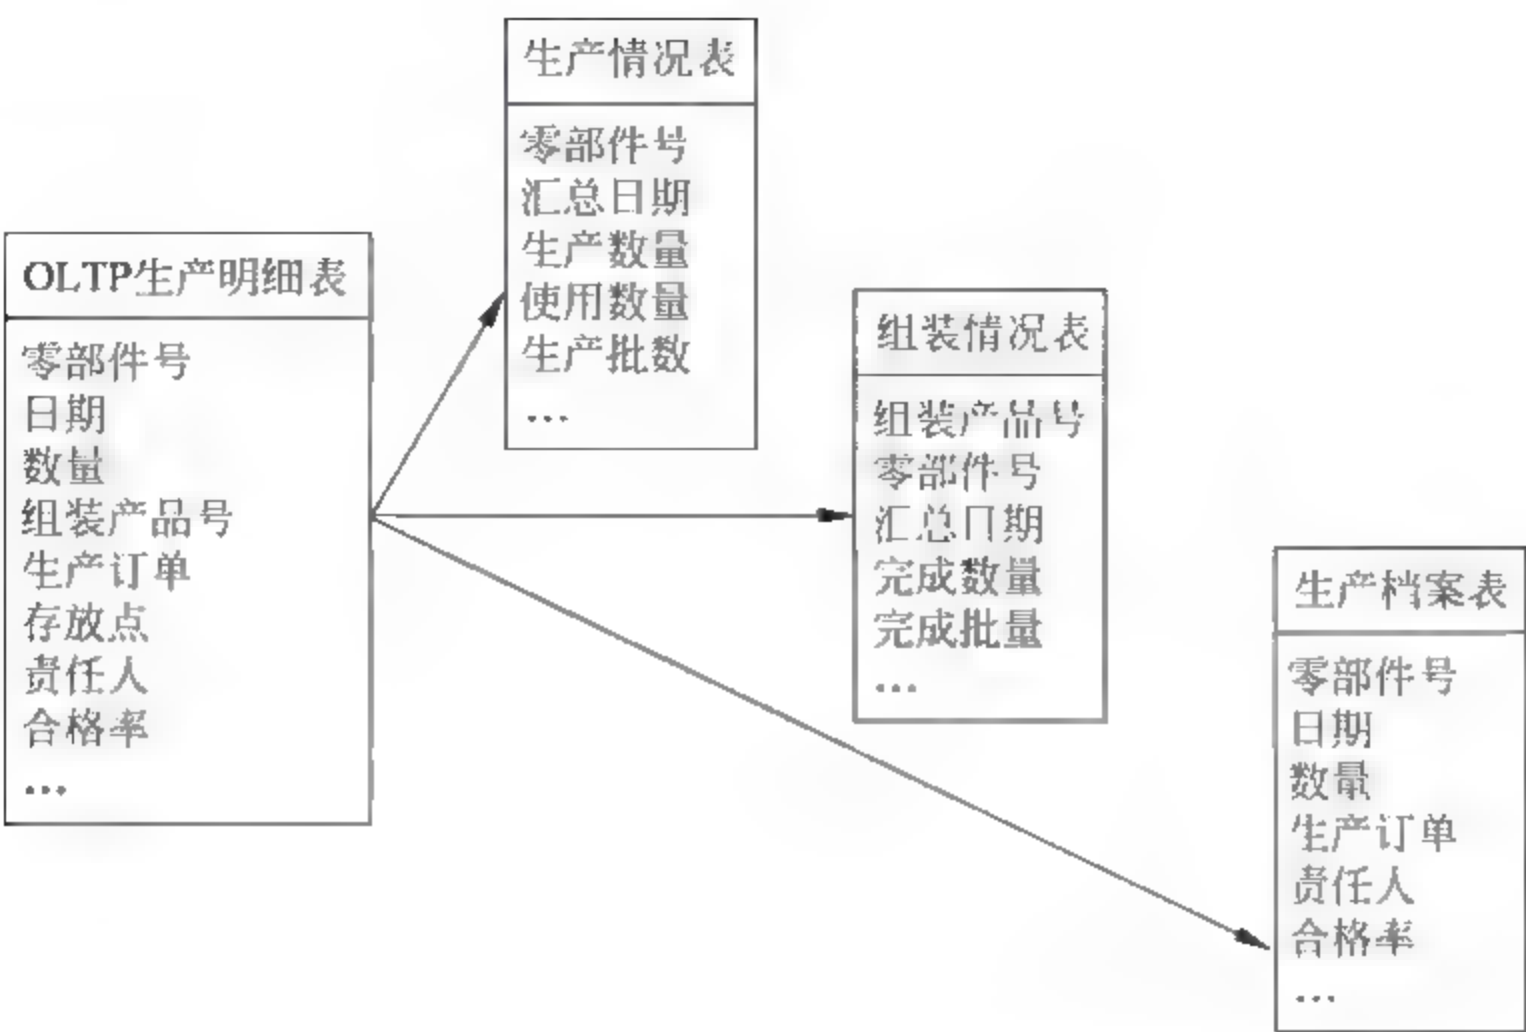 生产情况表
零部件号
汇总日期
生产数量
使用数量
生产批数
...
OLTP生产明细表
零部件号
日期
数量
组装产品号
生产订单
存放点
责任人
合格率
...
组装情况表
组装产品号
零部件号
汇总日期
完成数量
完成批量
...
生产档案表
零部件号
日期
数量
生产订单
责任人
合格率
...